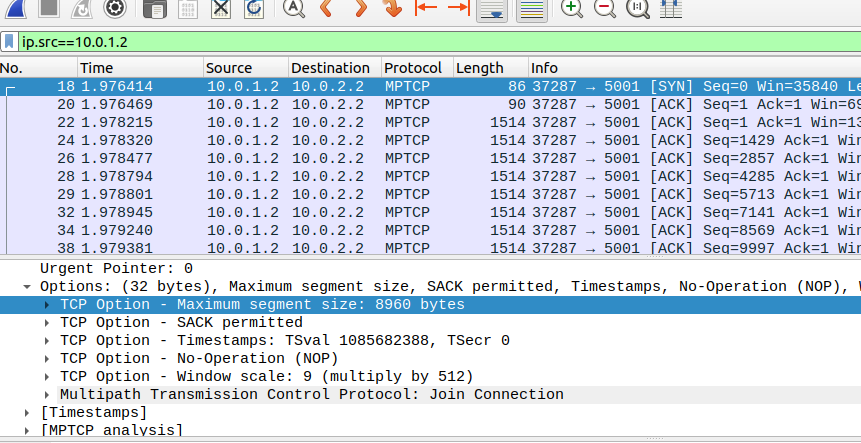 ip.src==10.0.1.2
No. Time Source Destination Protocol Length Info
18 1.976414 10.0.1.2 10.0.2.2 MPTCP 86 37287 → 5001 [SYN] Seq=0 Win=35840 Le
20 1.976469 10.0.1.2 10.0.2.2 MPTCP 90 37287 → 5001 [ACK] Seq=1 Ack=1 Win=69
22 1.978215 10.0.1.2 10.0.2.2 MPTCP 1514 37287 → 5001 [ACK] Seq=1 Ack=1 Win=13
24 1.978320 10.0.1.2 10.0.2.2 MPTCP 1514 37287 → 5001 [ACK] Seq=1429 Ack=1 Win
26 1.978477 10.0.1.2 10.0.2.2 MPTCP 1514 37287 → 5001 [ACK] Seq=2857 Ack=1 Win
28 1.978794 10.0.1.2 10.0.2.2 MPTCP 1514 37287 → 5001 [ACK] Seq=4285 Ack=1 Win
29 1.978801 10.0.1.2 10.0.2.2 MPTCP 1514 37287 → 5001 [ACK] Seq=5713 Ack=1 Win
32 1.978945 10.0.1.2 10.0.2.2 MPTCP 1514 37287 → 5001 [ACK] Seq=7141 Ack=1 Win
34 1.979240 10.0.1.2 10.0.2.2 MPTCP 1514 37287 → 5001 [ACK] Seq=8569 Ack=1 Win
38 1.979381 10.0.1.2 10.0.2.2 MPTCP 1514 37287 → 5001 [ACK] Seq=9997 Ack=1 Win
Urgent Pointer: 0
Options: (32 bytes), Maximum segment size, SACK permitted, Timestamps, No-Operation (NOP), W
TCP Option - Maximum segment size: 8960 bytes
TCP Option - SACK permitted
TCP Option - Timestamps: TSval 1085682388, TSecr 0
TCP Option - No-Operation (NOP)
TCP Option - Window scale: 9 (multiply by 512)
Multipath Transmission Control Protocol: Join Connection
[Timestamps]
[MPTCP analysis]